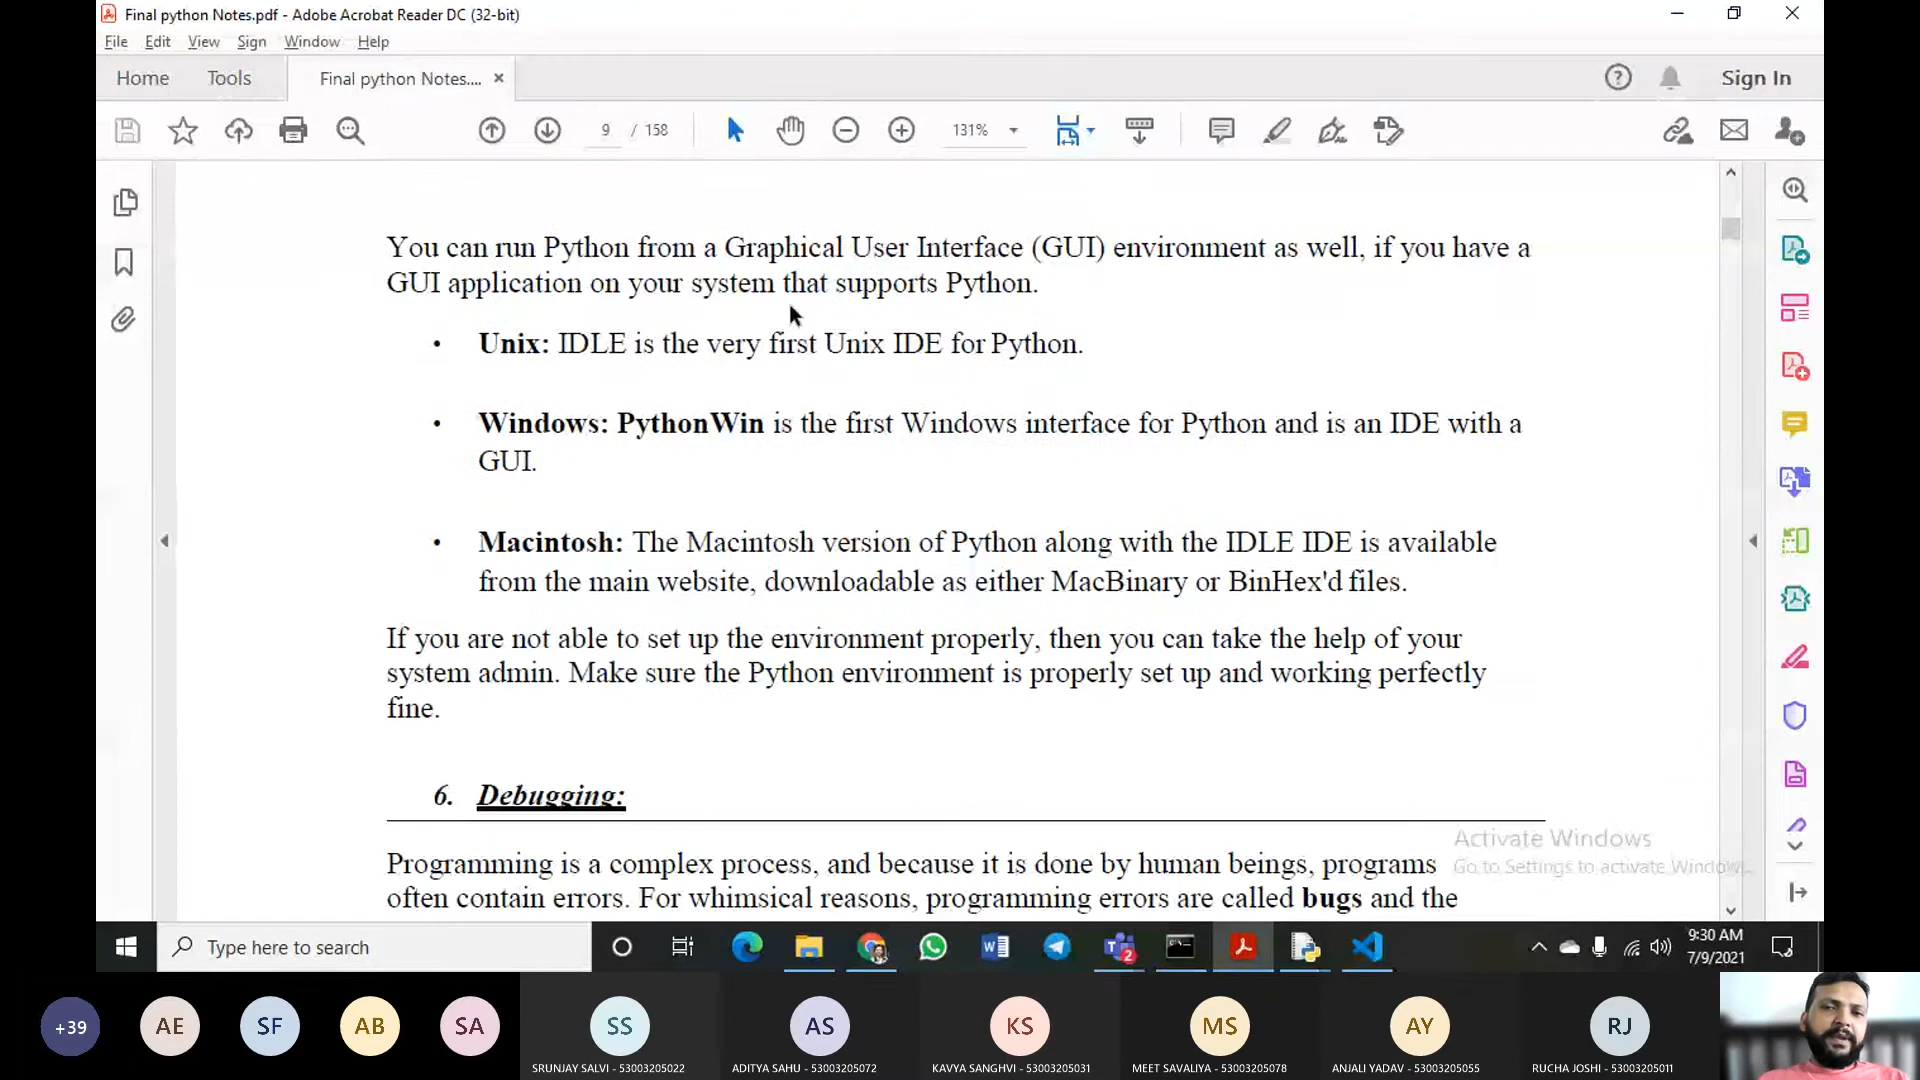 Final python Notes.pdf - Adobe Acrobat Reader DC (32-bit)
File Edit View Sign Window Help
Home Tools Final python Notes.... × Sign In
9 / 158 131%
You can run Python from a Graphical User Interface (GUI) environment as well, if you have a
GUI application on your system that supports Python.
• Unix: IDLE is the very first Unix IDE for Python.
• Windows: PythonWin is the first Windows interface for Python and is an IDE with a
GUI.
• Macintosh: The Macintosh version of Python along with the IDLE IDE is available
from the main website, downloadable as either MacBinary or BinHex'd files.
If you are not able to set up the environment properly, then you can take the help of your
system admin. Make sure the Python environment is properly set up and working perfectly
fine.
6. Debugging:
Programming is a complex process, and because it is done by human beings, programs
often contain errors. For whimsical reasons, programming errors are called bugs and the
Activate Windows
Go to Settings to activate Windows.
Type here to search
2
9:30 AM
7/9/2021
+39 AE SF AB SA SS AS KS MS AY RJ
SRUNJAY SALVI - 53003205022 ADITYA SAHU - 53003205072 KAVYA SANGHVI - 53003205031 MEET SAVALIYA - 53003205078 ANJALI YADAV - 53003205055 RUCHA JOSHI - 53003205011